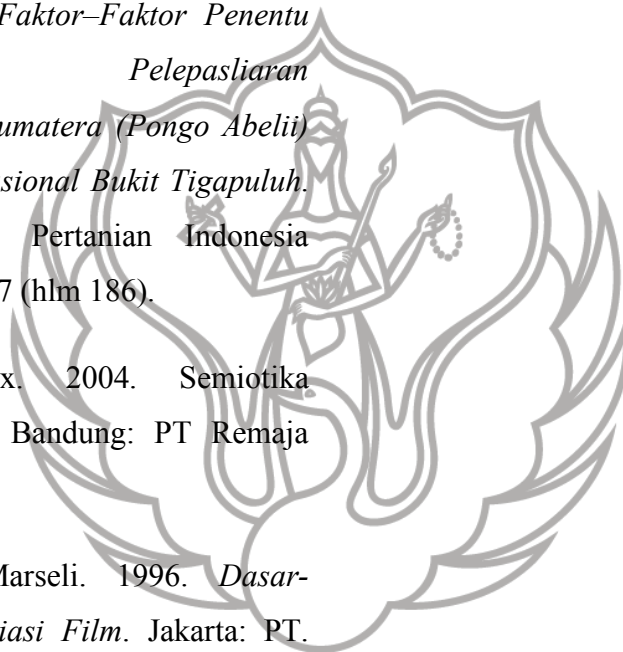 Faktor–Faktor Penentu
Pelepasliaran
umatera (Pongo Abelii)
sional Bukit Tigapuluh.
Pertanian Indonesia
7 (hlm 186).
x. 2004. Semiotika
Bandung: PT Remaja
Marseli. 1996. Dasar-
iasi Film. Jakarta: PT.